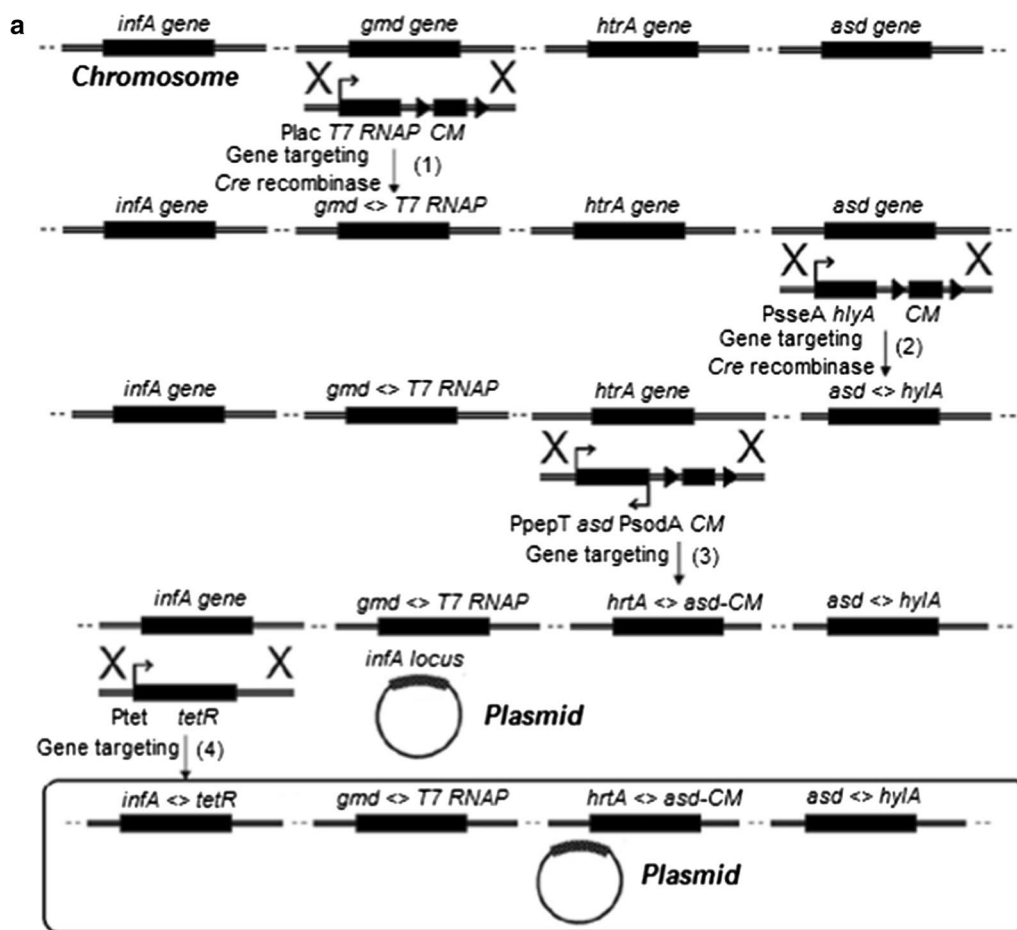 a
infA gene gmd gene htrA gene asd gene
Chromosome
X X
Plac T7 RNAP CM
Gene targeting (1)
Cre recombinase
infA gene gmd <> T7 RNAP htrA gene asd gene
X X
PsseA hlyA CM
Gene targeting (2)
Cre recombinase
infA gene gmd <> T7 RNAP htrA gene asd <> hylA
X X
PpepT asd PsodA CM
Gene targeting (3)
infA gene gmd <> T7 RNAP hrtA <> asd-CM asd <> hylA
X X infA locus
Ptet tetR Plasmid
Gene targeting (4)
infA <> tetR gmd <> T7 RNAP hrtA <> asd-CM asd <> hylA
Plasmid